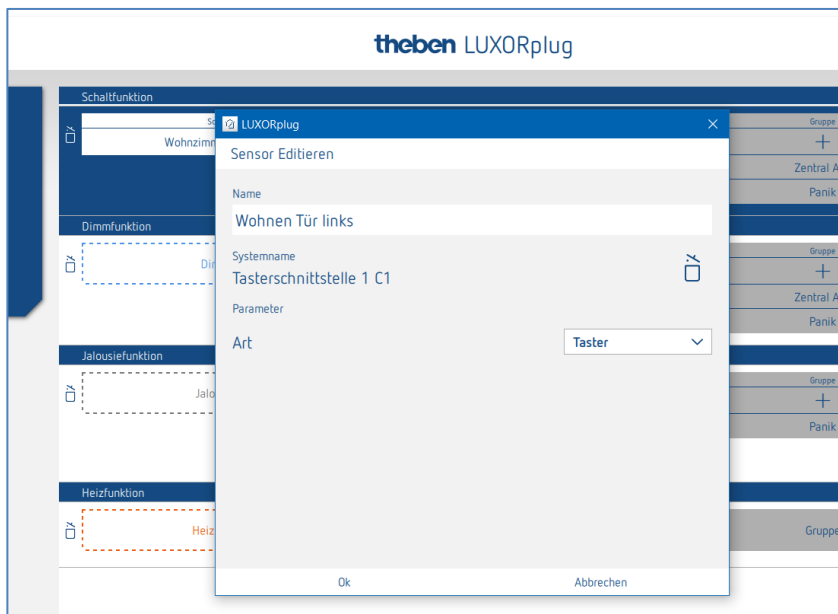 theben LUXORplug
Schaltfunktion
Wohnzimm
Gruppe
+
Zentral A
Panik
LUXORplug
Sensor Editieren
Name
Wohnen Tür links
Systemname
Tasterschnittstelle 1 C1
Parameter
Art
Taster
Ok
Abbrechen
Dimmfunktion
Gruppe
+
Zentral A
Panik
Jalousiefunktion
Jalo
Gruppe
+
Panik
Heizfunktion
Heiz
Gruppe